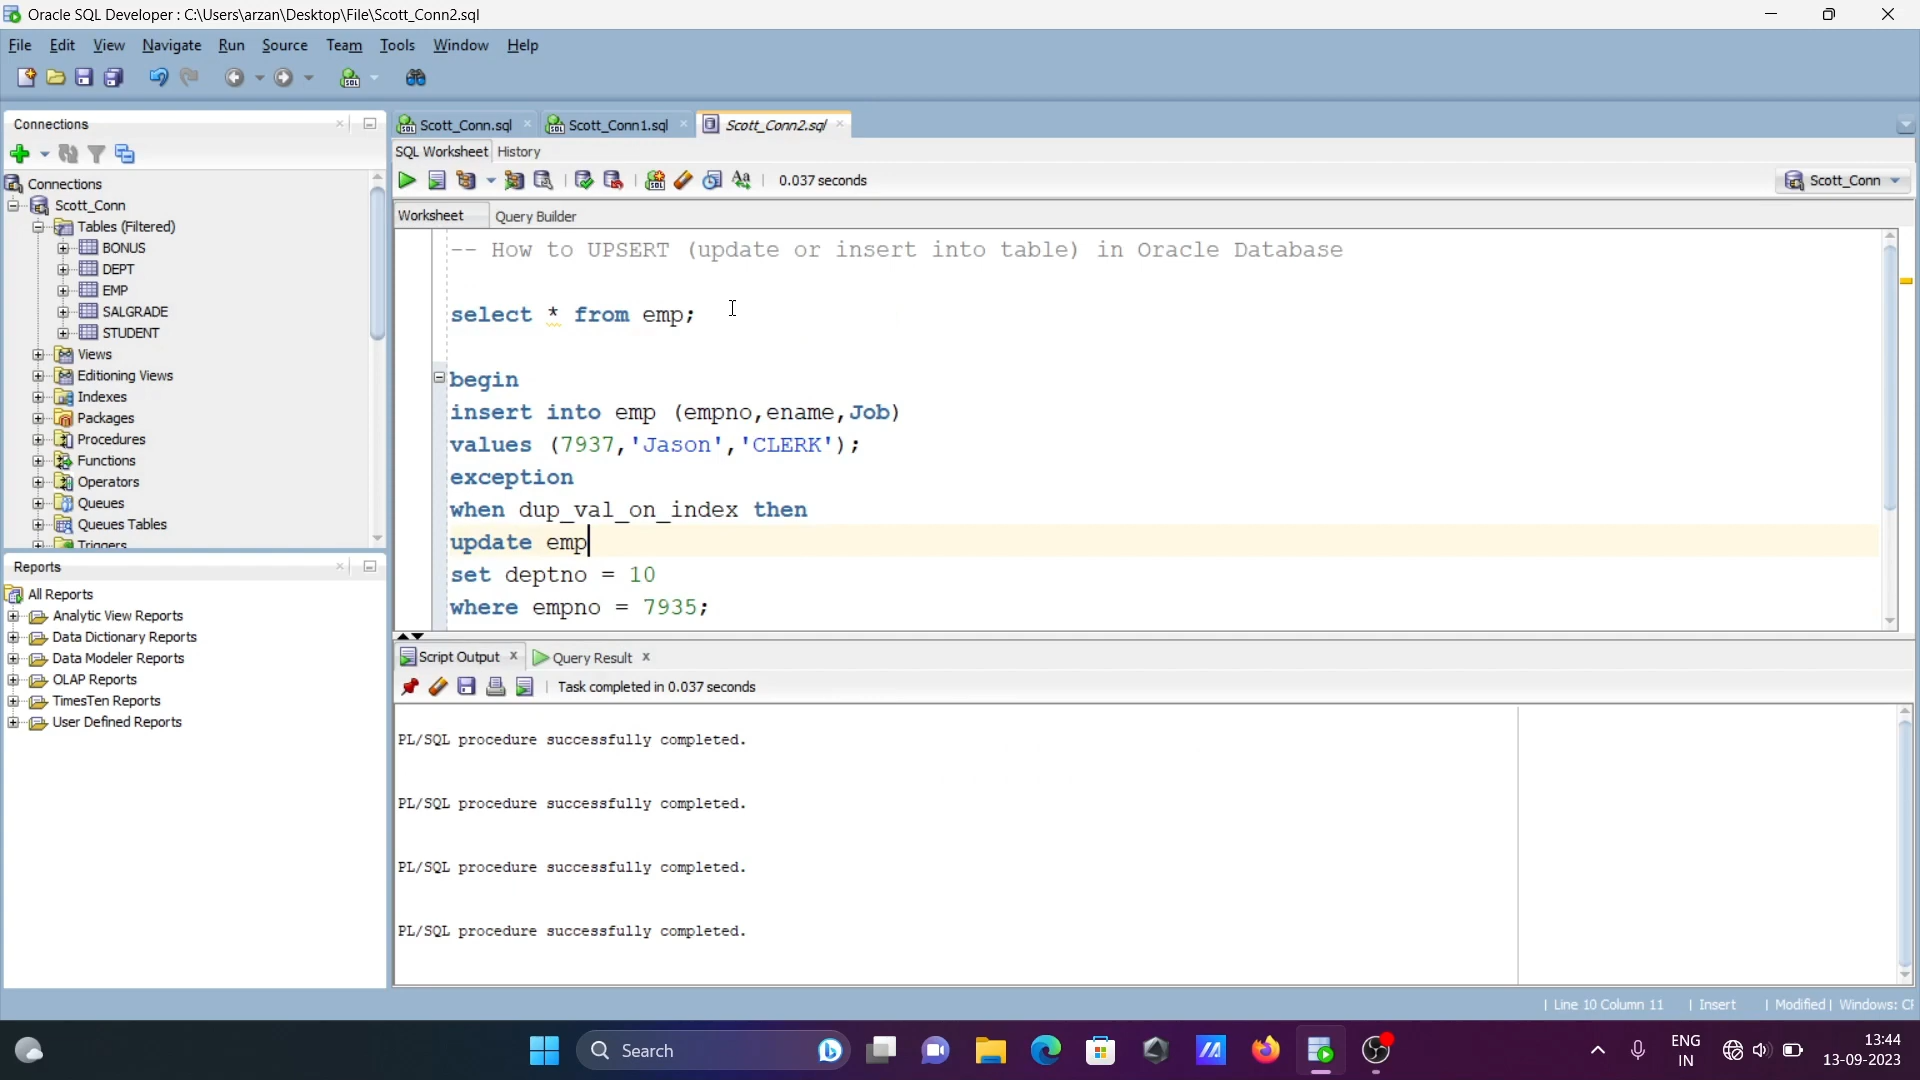 Oracle SQL Developer : C:\Users\arzan\Desktop\File\Scott_Conn2.sql
File Edit View Navigate Run Source Team Tools Window Help
Connections
Connections
Scott_Conn
Tables (Filtered)
BONUS
DEPT
EMP
SALGRADE
STUDENT
Views
Editioning Views
Indexes
Packages
Procedures
Functions
Operators
Queues
Queues Tables
Triggers
Reports
All Reports
Analytic View Reports
Data Dictionary Reports
Data Modeler Reports
OLAP Reports
TimesTen Reports
User Defined Reports
Scott_Conn.sql Scott_Conn1.sql Scott_Conn2.sql
SQL Worksheet History
0.037 seconds
Scott_Conn
Worksheet Query Builder
-- How to UPSERT (update or insert into table) in Oracle Database
select * from emp;
begin
insert into emp (empno,ename,Job)
values (7937,'Jason','CLERK');
exception
when dup_val_on_index then
update emp
set deptno = 10
where empno = 7935;
Script Output Query Result
Task completed in 0.037 seconds
PL/SQL procedure successfully completed.
PL/SQL procedure successfully completed.
PL/SQL procedure successfully completed.
PL/SQL procedure successfully completed.
Line 10 Column 11 | Insert | Modified | Windows: C
Search
ENG
IN
13:44
13-09-2023